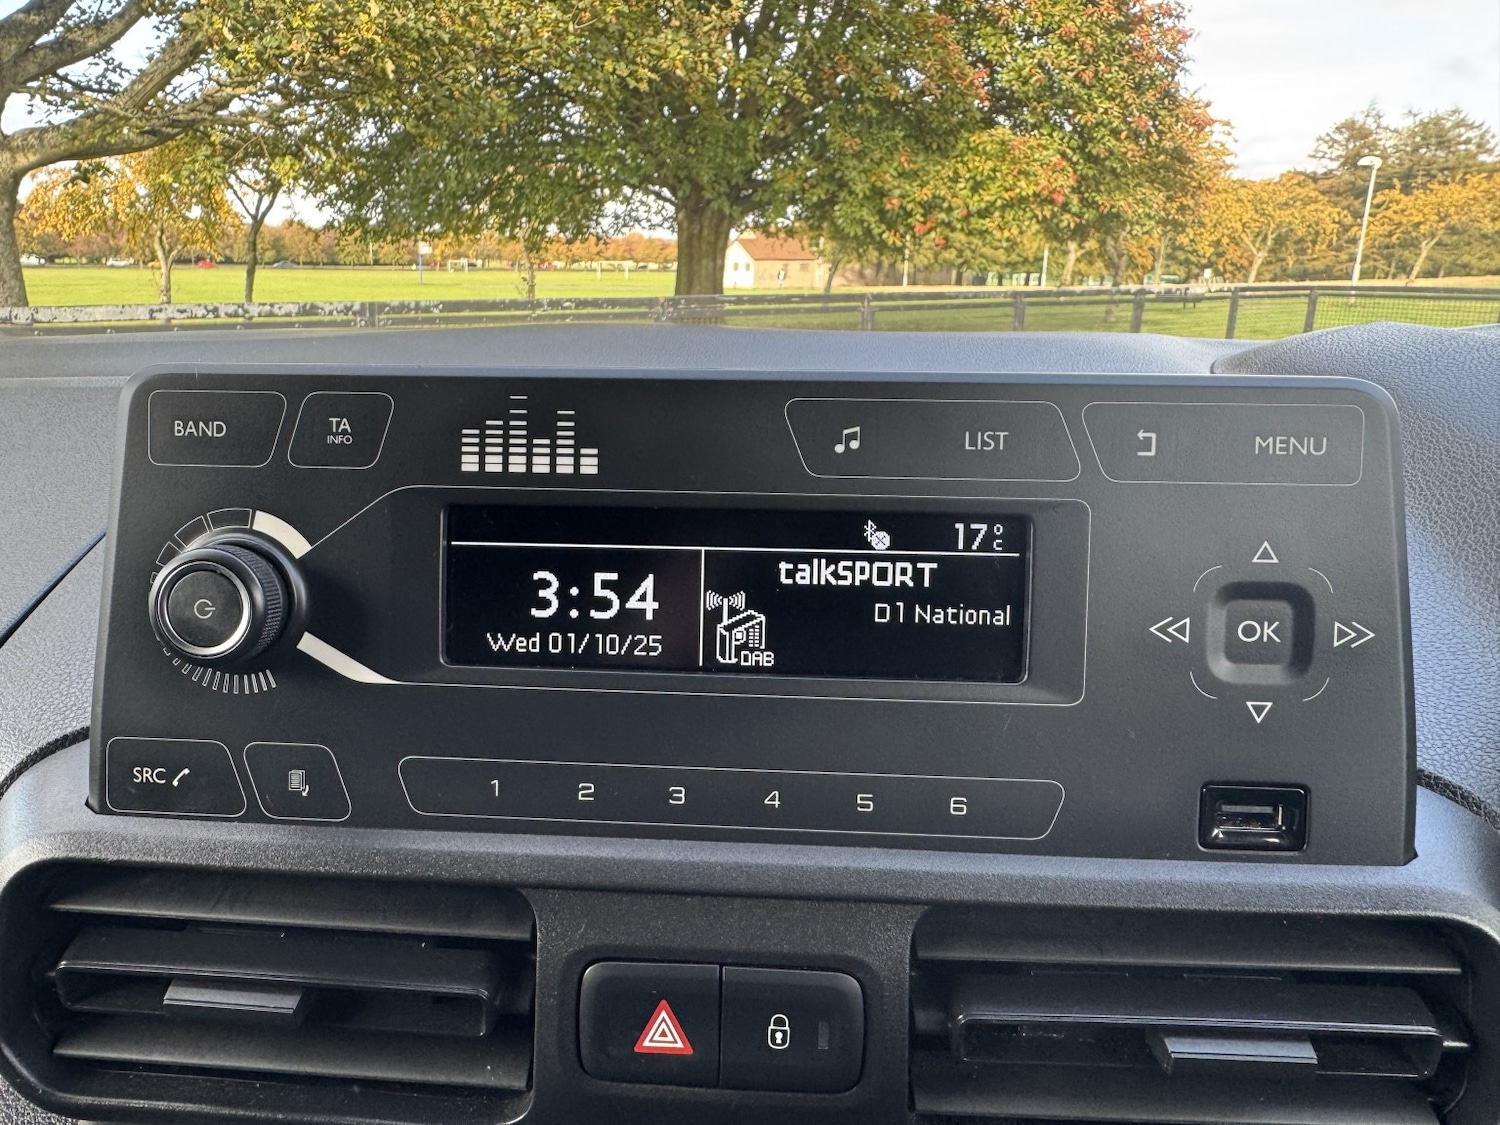 BAND
TA
INFO
LIST
MENU
17°C
3:54
Wed 01/10/25
talkSPORT
D1 National
DAB
OK
SRC
1 2 3 4 5 6